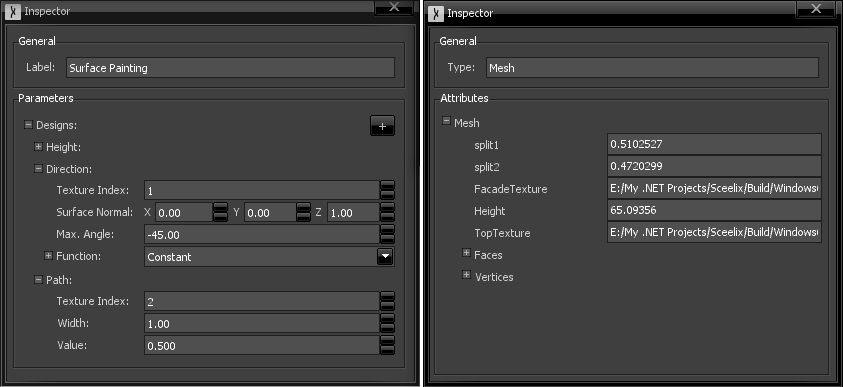 Inspector
General
Label: Surface Painting
Parameters
Designs: +
Height:
Direction:
Texture Index: 1
Surface Normal: X 0.00 Y 0.00 Z 1.00
Max. Angle: -45.00
Function: Constant
Path:
Texture Index: 2
Width: 1.00
Value: 0.500
Inspector
General
Type: Mesh
Attributes
Mesh
split1 0.5102527
split2 0.4720299
FacadeTexture E:/My .NET Projects/Sceelix/Build/Windows
Height 65.09356
TopTexture E:/My .NET Projects/Sceelix/Build/Windows
Faces
Vertices